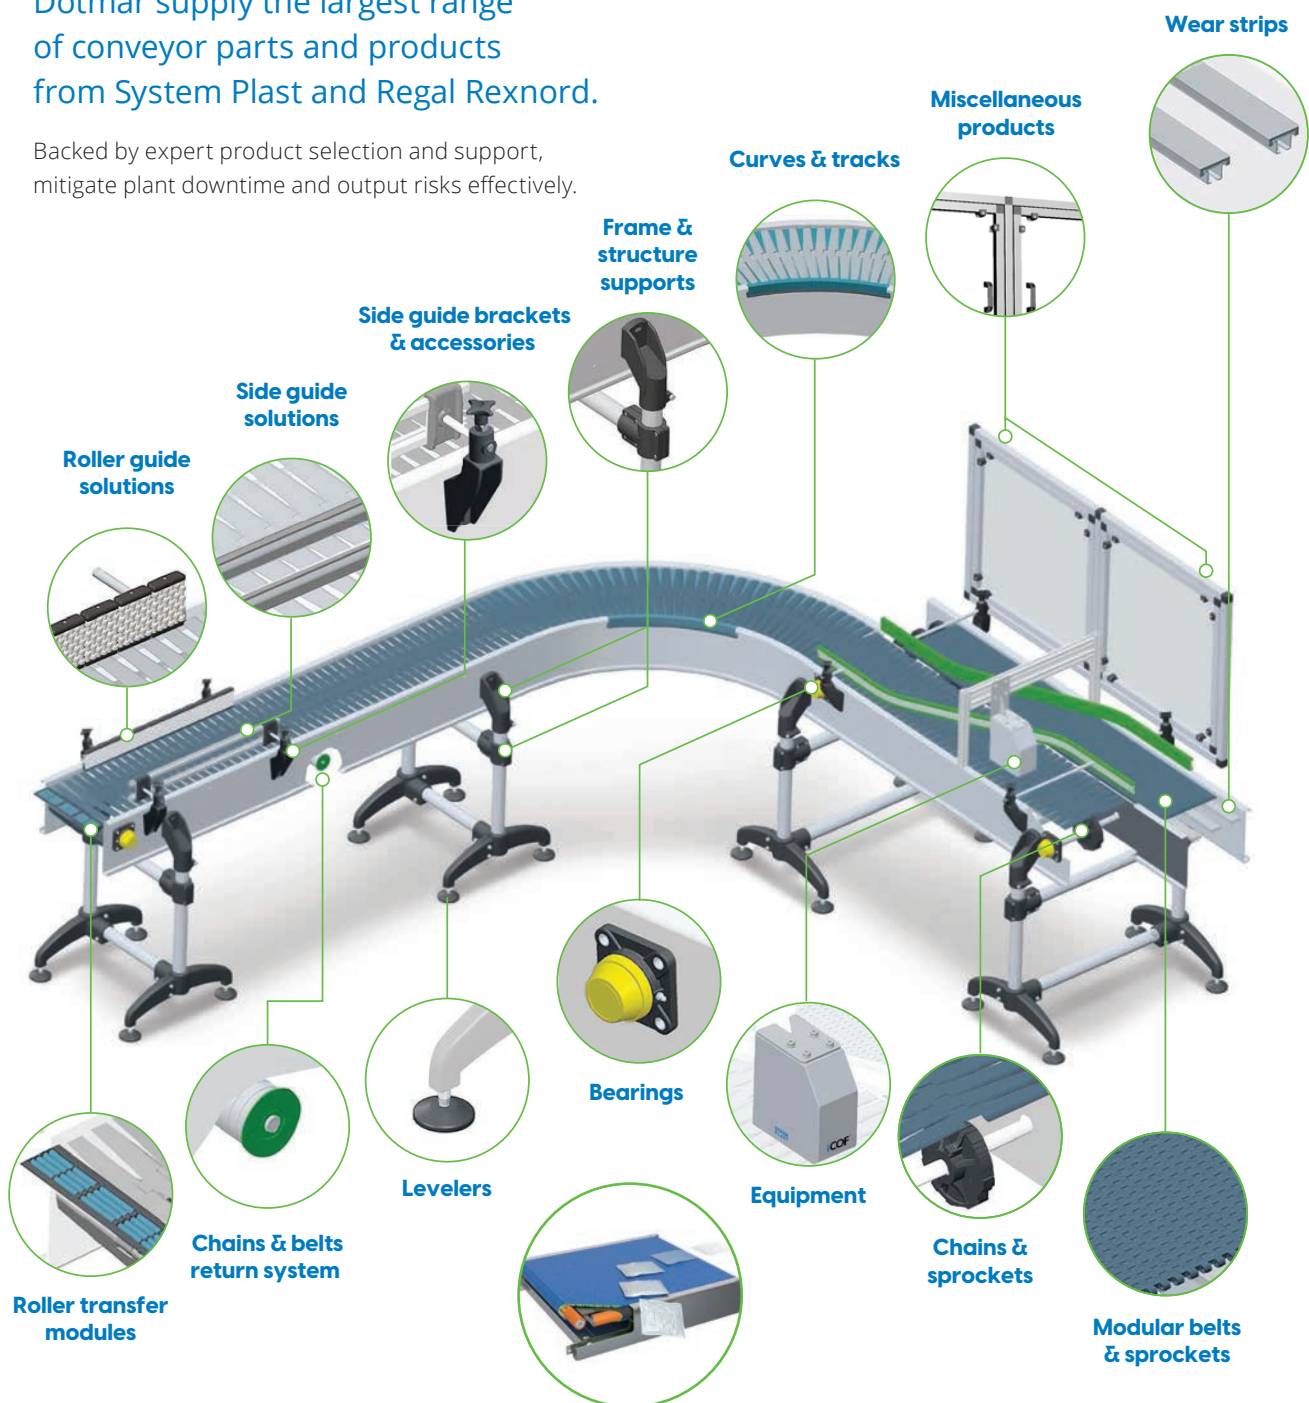 Dotmar supply the largest range
of conveyor parts and products
from System Plast and Regal Rexnord.
Backed by expert product selection and support,
mitigate plant downtime and output risks effectively.
Wear strips
Miscellaneous
products
Curves & tracks
Frame &
structure
supports
Side guide brackets
& accessories
Side guide
solutions
Roller guide
solutions
Bearings
iCOF
Levelers
Equipment
Chains & belts
return system
Chains &
sprockets
Roller transfer
modules
Modular belts
& sprockets